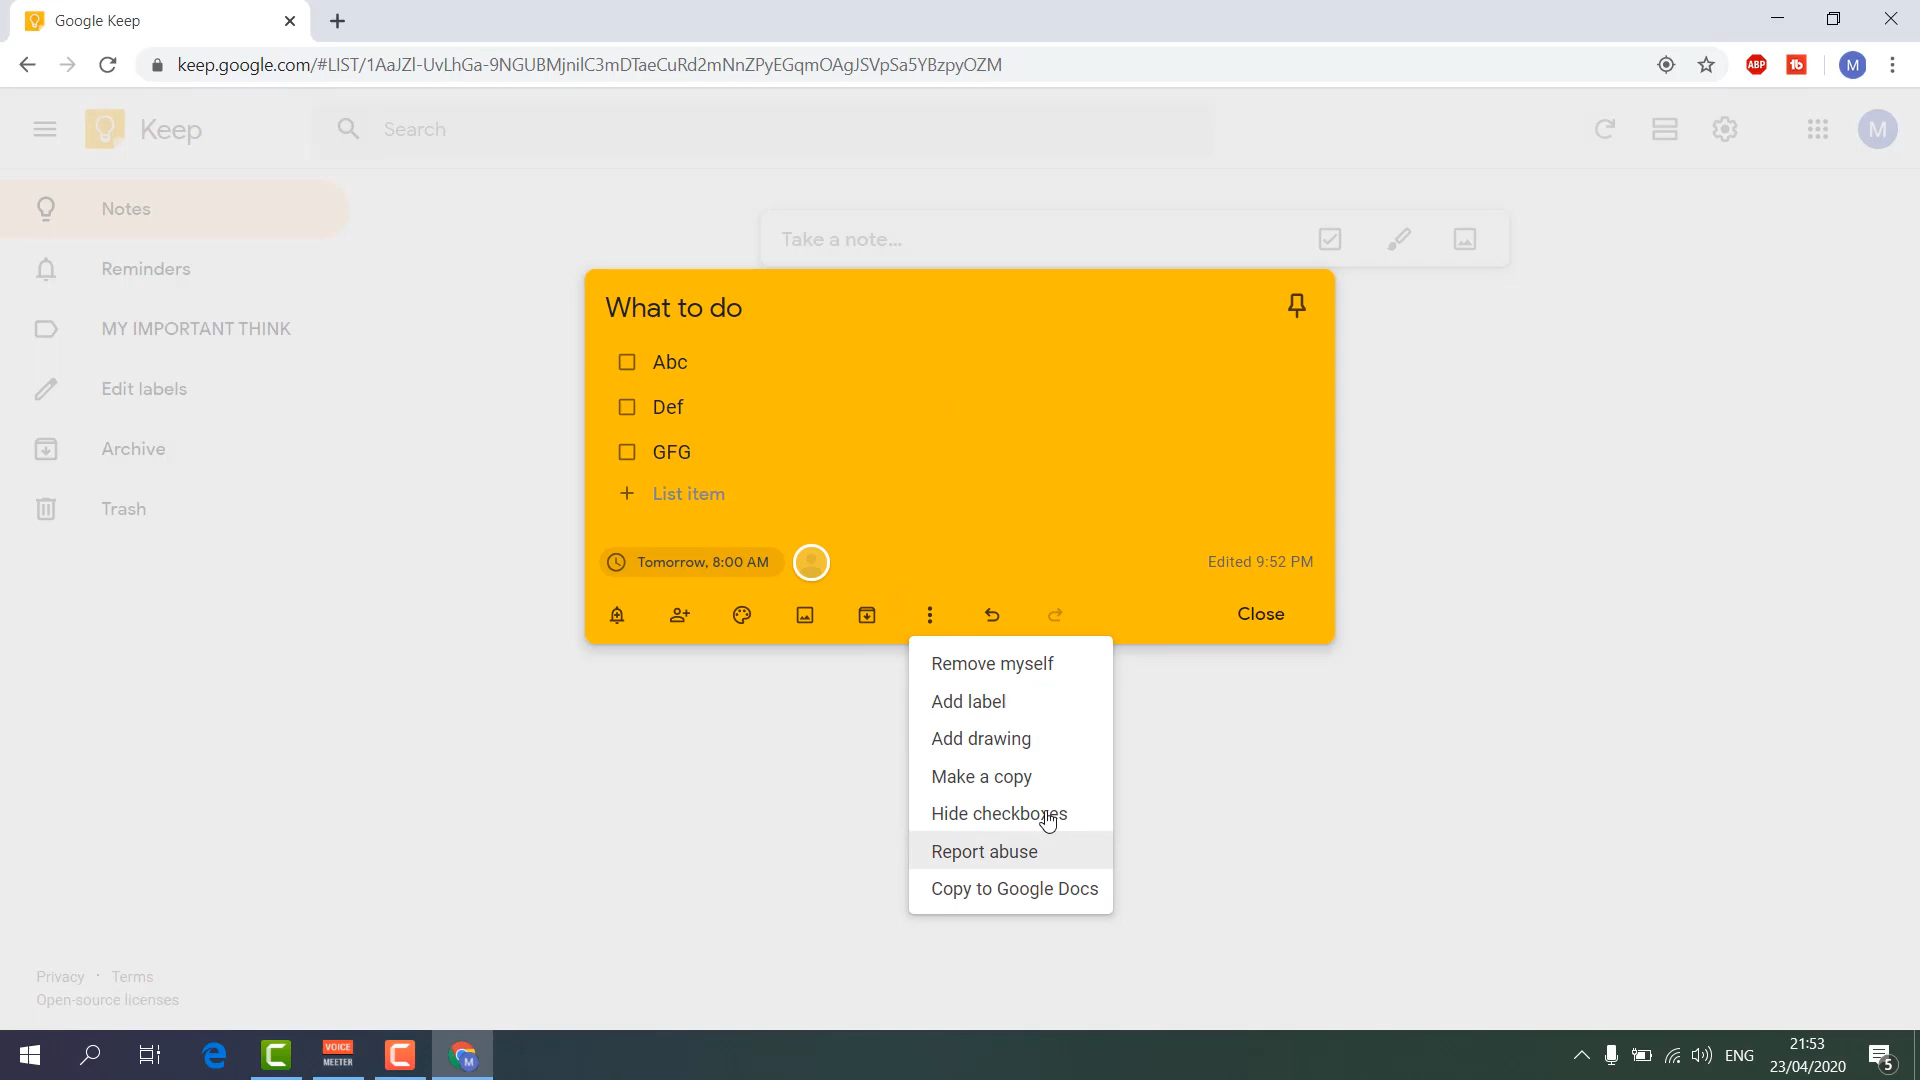 Google Keep
keep.google.com/#LIST/1AaJZl-UvLhGa-9NGUBMjnilC3mDTaeCuRd2mNnZPyEGqmOAgJSVpSa5YBzpyOZM
ABP
M
Keep
Search
M
Notes
Take a note...
Reminders
What to do
MY IMPORTANT THINK
Abc
Edit labels
Def
Archive
GFG
List item
Trash
Tomorrow, 8:00 AM
Edited 9:52 PM
Close
Remove myself
Add label
Add drawing
Make a copy
Hide checkboxes
Report abuse
Copy to Google Docs
Privacy · Terms
Open-source licenses
VOICE
MEETER
M
ENG
21:53
23/04/2020
5